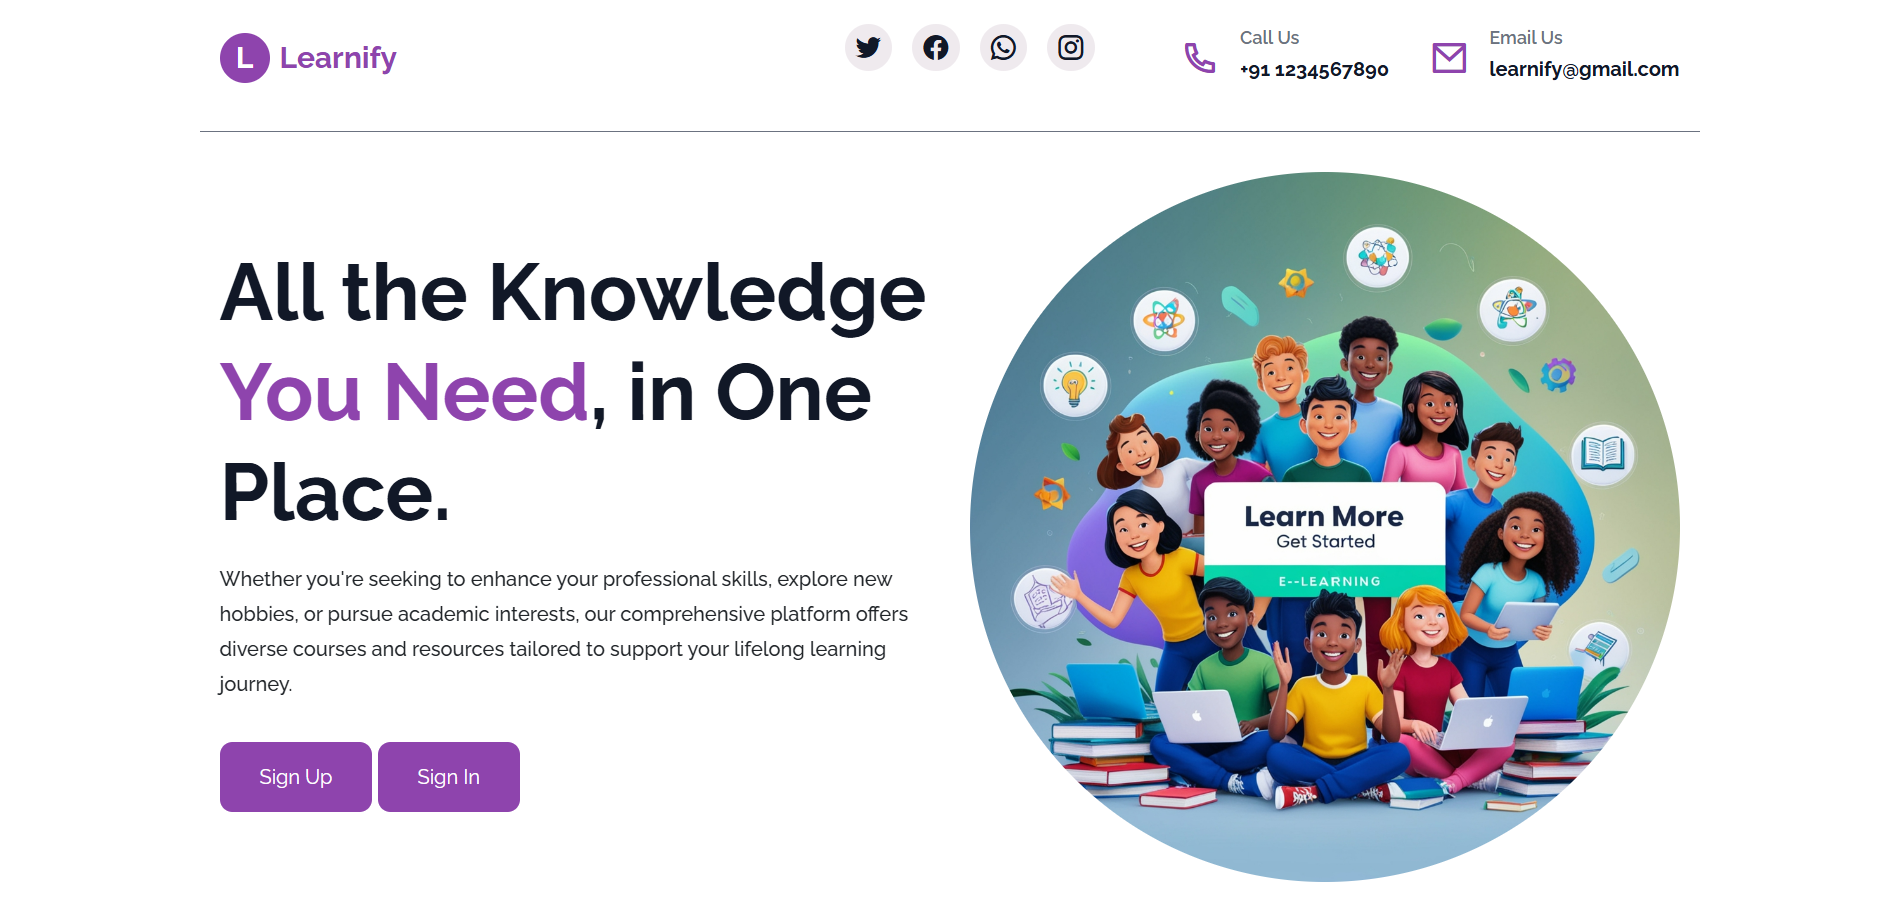 L Learnify
Call Us
+91 1234567890
Email Us
learnify@gmail.com
All the Knowledge
You Need, in One
Place.
Whether you're seeking to enhance your professional skills, explore new
hobbies, or pursue academic interests, our comprehensive platform offers
diverse courses and resources tailored to support your lifelong learning
journey.
Sign Up
Sign In
Learn More
Get Started
E--LEARNING